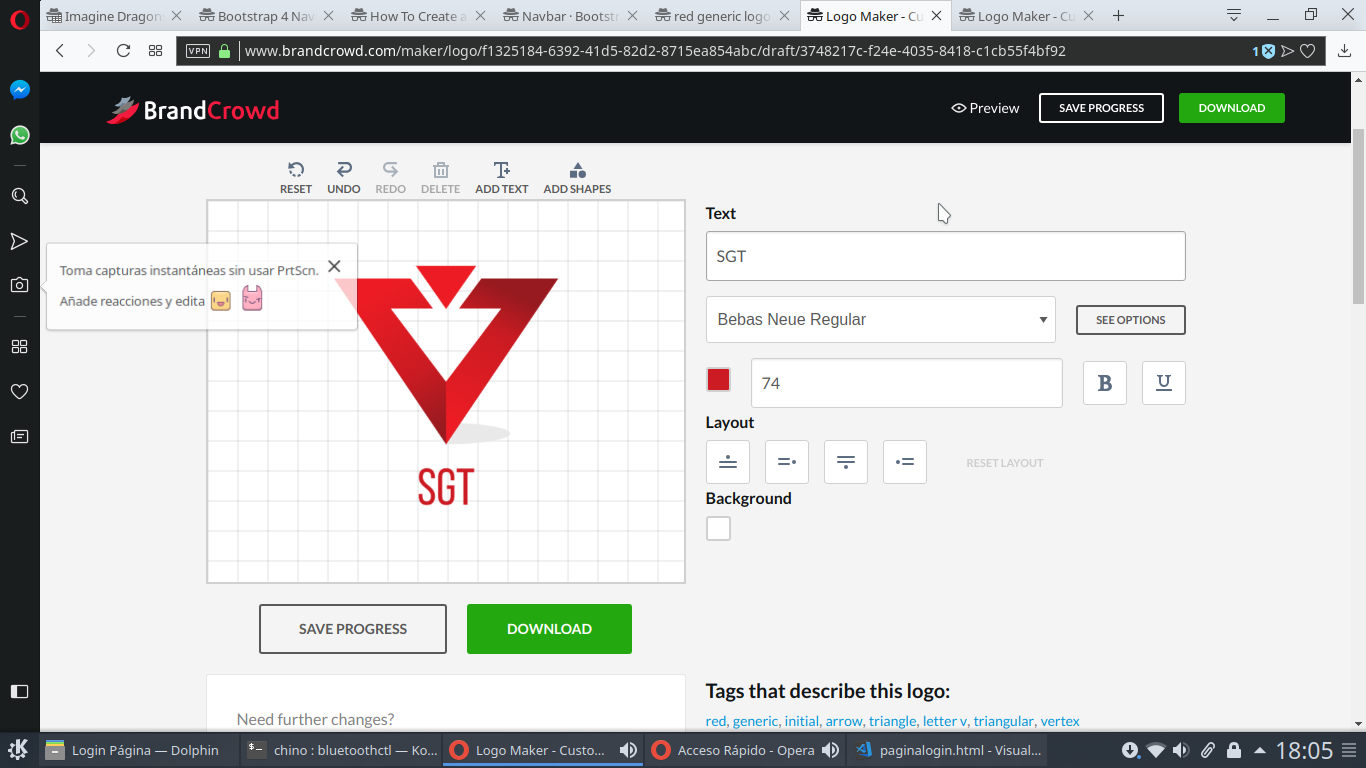 Imagine Dragon
Bootstrap 4 Nav
How To Create a
Navbar · Bootstr
red generic logo
Logo Maker - Cu
Logo Maker - Cu
VPN
www.brandcrowd.com/maker/logo/f1325184-6392-41d5-82d2-8715ea854abc/draft/3748217c-f24e-4035-8418-c1cb55f4bf92
1
BrandCrowd
Preview
SAVE PROGRESS
DOWNLOAD
RESET
UNDO
REDO
DELETE
ADD TEXT
ADD SHAPES
Toma capturas instantáneas sin usar PrtScn.
Añade reacciones y edita
SGT
Text
SGT
Bebas Neue Regular
SEE OPTIONS
74
B
U
Layout
RESET LAYOUT
Background
SAVE PROGRESS
DOWNLOAD
Need further changes?
Tags that describe this logo:
red, generic, initial, arrow, triangle, letter v, triangular, vertex
Login Página — Dolphin
chino : bluetoothctl — Ko...
Logo Maker - Custo...
Acceso Rápido - Opera
paginalogin.html - Visual...
18:05